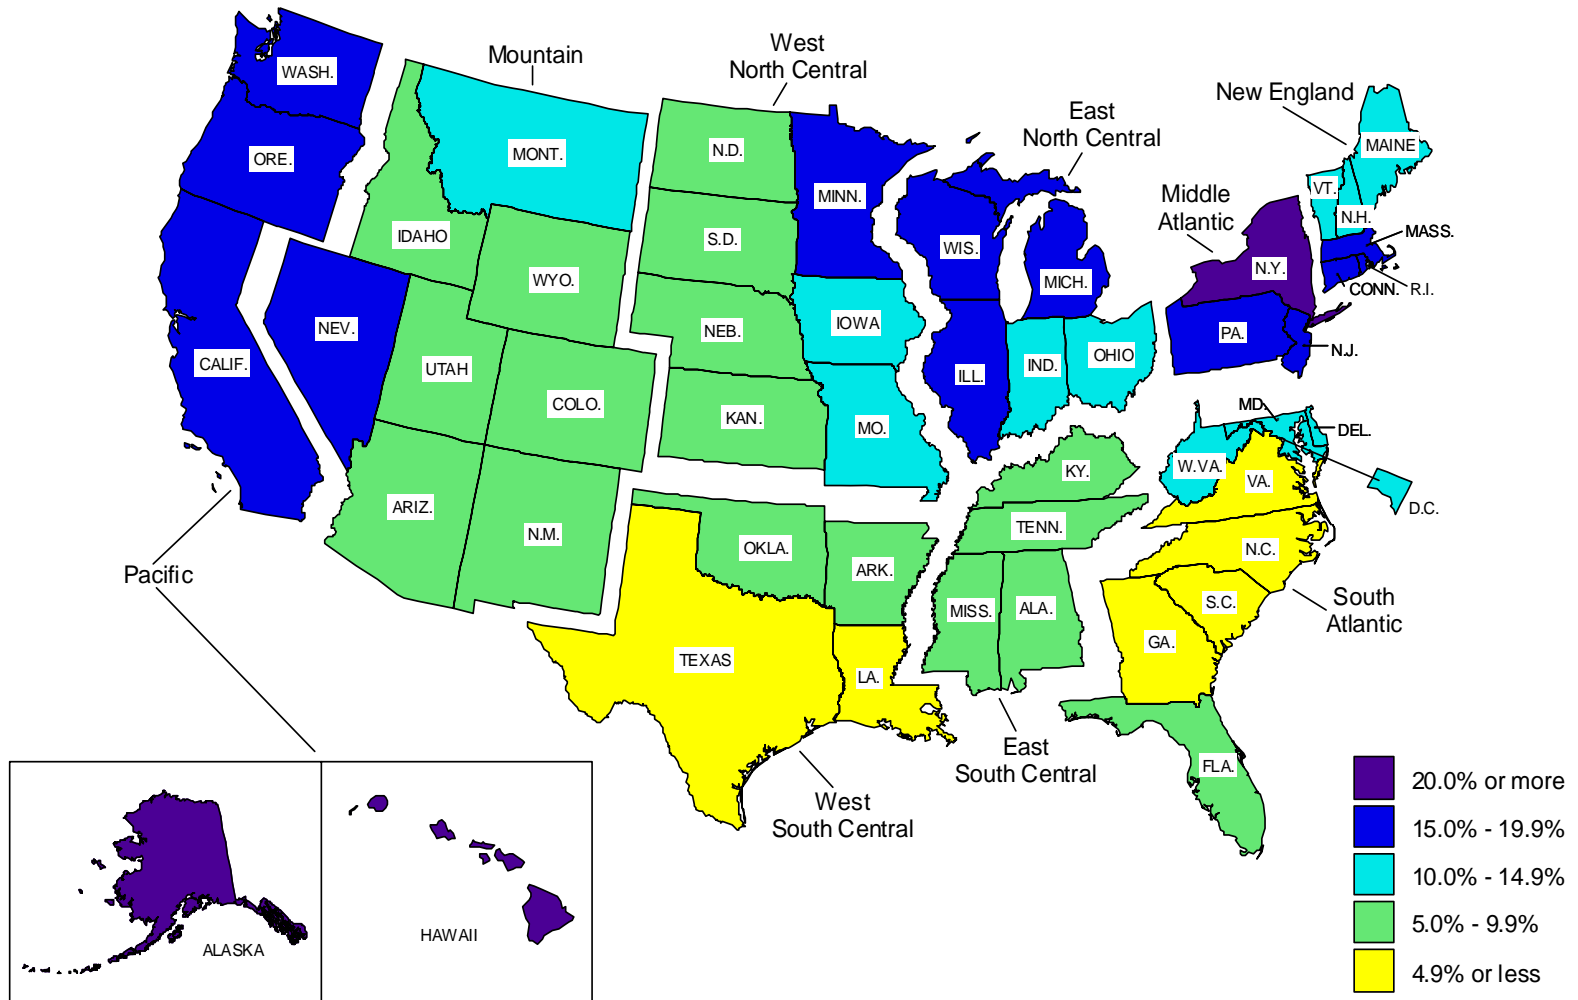 WASH.
ORE.
CALIF.
NEV.
IDAHO
MONT.
WYO.
UTAH
COLO.
ARIZ.
N.M.
Mountain
Pacific
West
North Central
N.D.
S.D.
NEB.
KAN.
MINN.
IOWA
MO.
East
North Central
WIS.
MICH.
ILL.
IND.
OHIO
New England
MAINE
VT.
N.H.
MASS.
CONN.
R.I.
Middle
Atlantic
N.Y.
PA.
N.J.
MD.
DEL.
W.VA.
VA.
D.C.
N.C.
S.C.
GA.
FLA.
South
Atlantic
KY.
TENN.
MISS.
ALA.
East
South Central
OKLA.
ARK.
TEXAS
LA.
West
South Central
ALASKA
HAWAII
20.0% or more
15.0% - 19.9%
10.0% - 14.9%
5.0% - 9.9%
4.9% or less